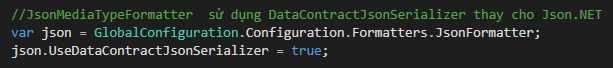 //JsonMediaTypeFormatter  sử dụng DataContractJsonSerializer thay cho Json.NET
var json = GlobalConfiguration.Configuration.Formatters.JsonFormatter;
json.UseDataContractJsonSerializer = true;